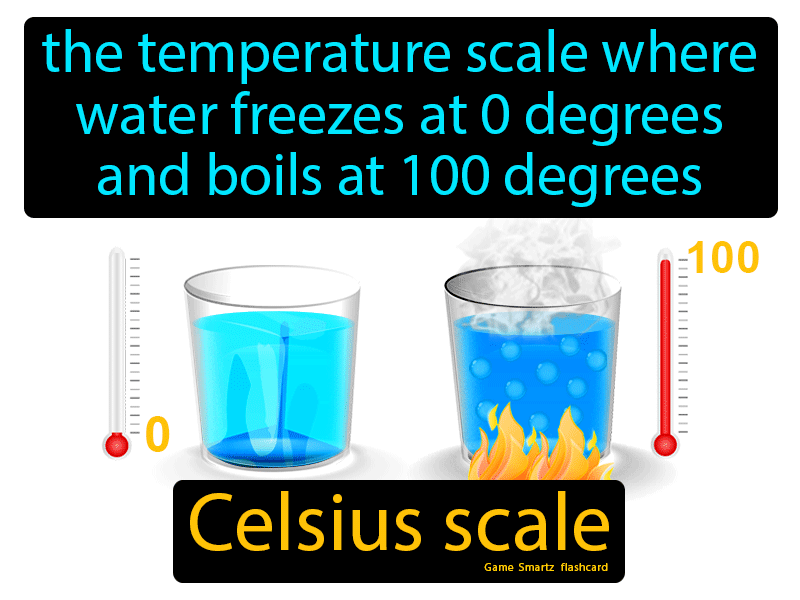 the temperature scale where
water freezes at 0 degrees
and boils at 100 degrees
100
0
Celsius scale
Game Smartz flashcard